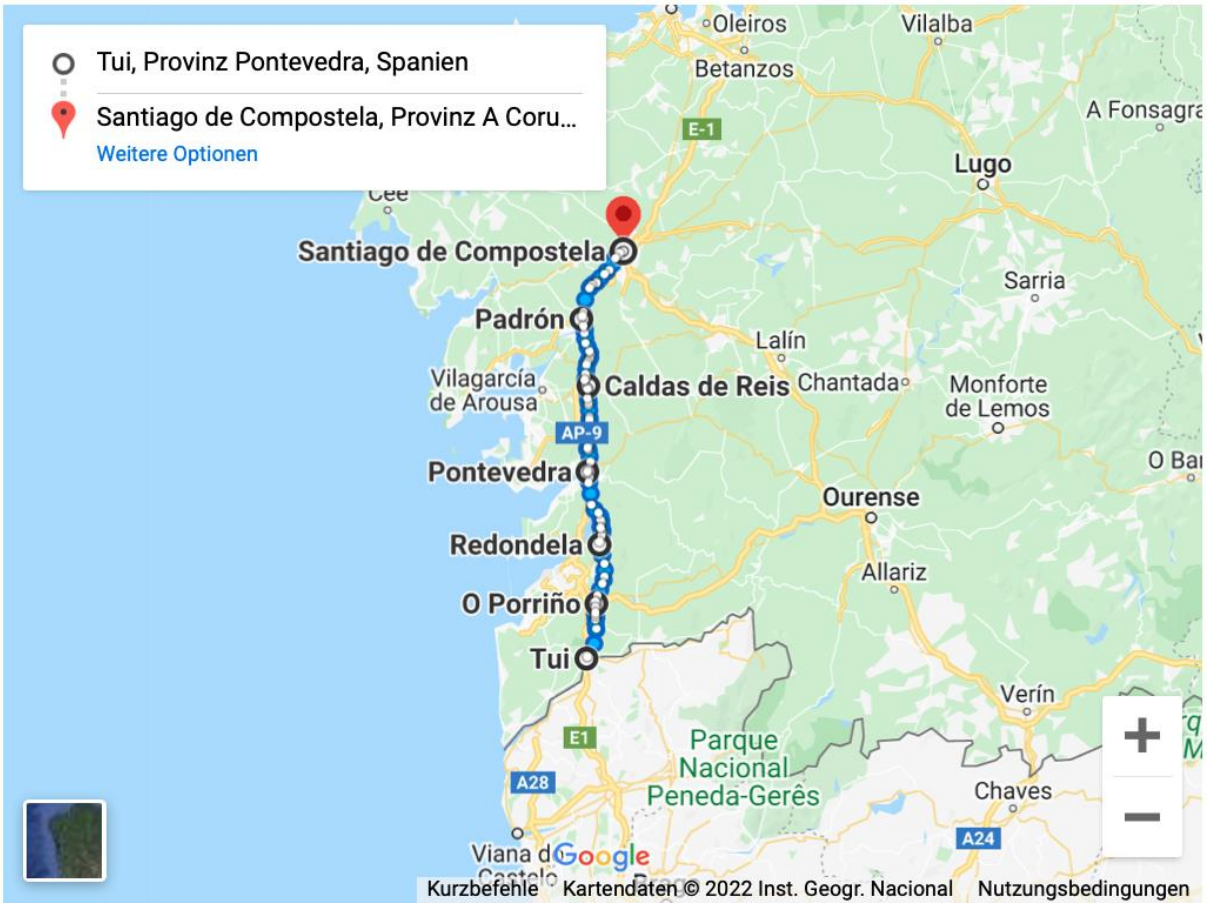 Tui, Provinz Pontevedra, Spanien
Santiago de Compostela, Provinz A Coru...
Weitere Optionen
Oleiros
Vilalba
Betanzos
A Fonsagra
E-1
Lugo
Cee
Santiago de Compostela
Sarria
Padrón
Lalín
Vilagarcía
de Arousa
Caldas de Reis
Chantada
Monforte
de Lemos
AP-9
Pontevedra
O Bar
Ourense
Redondela
Allariz
O Porriño
Tui
Verín
E1
Parque
Nacional
Peneda-Gerês
A28
Chaves
A24
Viana do
Castelo
Google
Kurzbefehle Kartendaten © 2022 Inst. Geogr. Nacional Nutzungsbedingungen